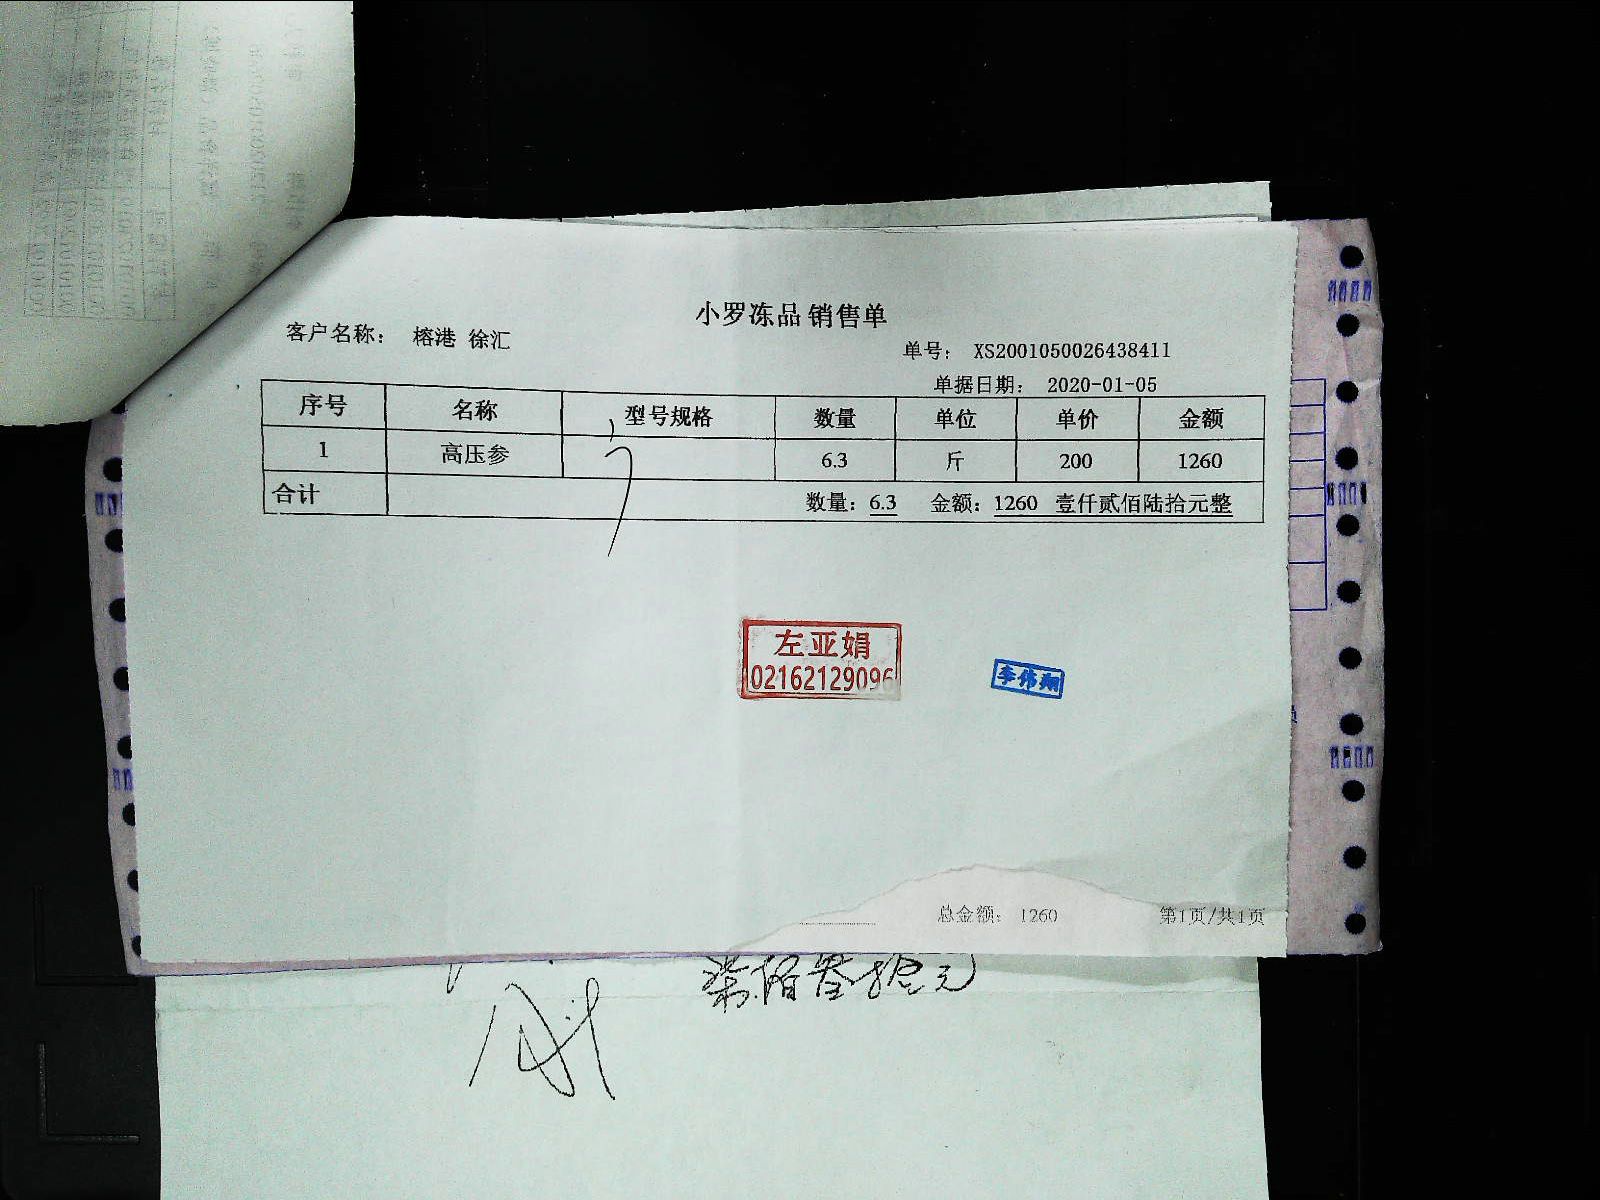 小罗冻品 销售单
客户名称： 榕港 徐汇
单号： XS2001050026438411
单据日期： 2020-01-05
序号 名称 型号规格 数量 单位 单价 金额
1 高压参 6.3 斤 200 1260
合计 数量：6.3 金额：1260 壹仟贰佰陆拾元整
左亚娟
02162129096
李伟翔
总金额： 1260 第1页/共1页